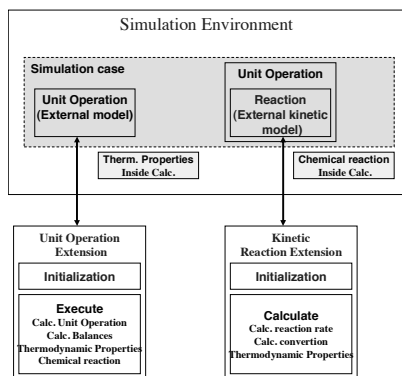 Simulation Environment
Simulation case
Unit Operation
(External model)
Unit Operation
Reaction
(External kinetic
model)
Therm. Properties
Inside Calc.
Chemical reaction
Inside Calc.
Unit Operation
Extension
Initialization
Execute
Calc. Unit Operation
Calc. Balances
Thermodynamic Properties
Chemical reaction
Kinetic
Reaction Extension
Initialization
Calculate
Calc. reaction rate
Calc. convertion
Thermodynamic Properties